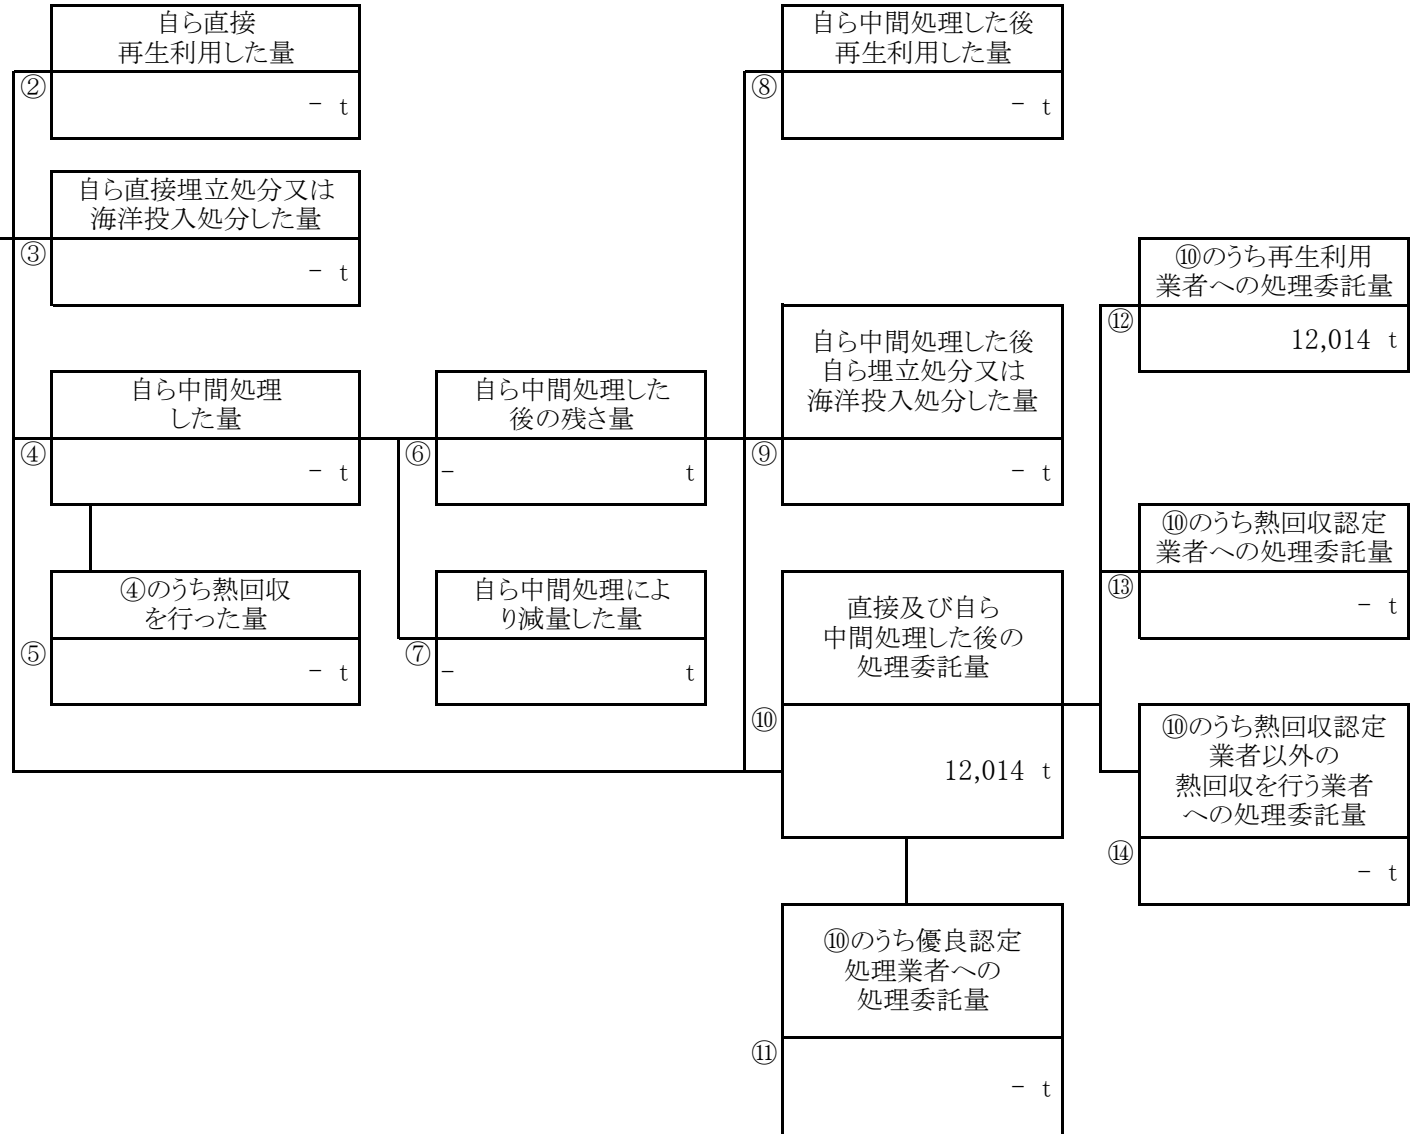 自ら直接
再生利用した量
②
− t
自ら直接埋立処分又は
海洋投入処分した量
③
− t
自ら中間処理
した量
④
− t
④のうち熱回収
を行った量
⑤
− t
自ら中間処理した
後の残さ量
⑥
− t
自ら中間処理によ
り減量した量
⑦
− t
自ら中間処理した後
再生利用した量
⑧
− t
自ら中間処理した後
自ら埋立処分又は
海洋投入処分した量
⑨
− t
直接及び自ら
中間処理した後の
処理委託量
⑩
12,014 t
⑩のうち優良認定
処理業者への
処理委託量
⑪
− t
⑩のうち再生利用
業者への処理委託量
⑫
12,014 t
⑩のうち熱回収認定
業者への処理委託量
⑬
− t
⑩のうち熱回収認定
業者以外の
熱回収を行う業者
への処理委託量
⑭
− t